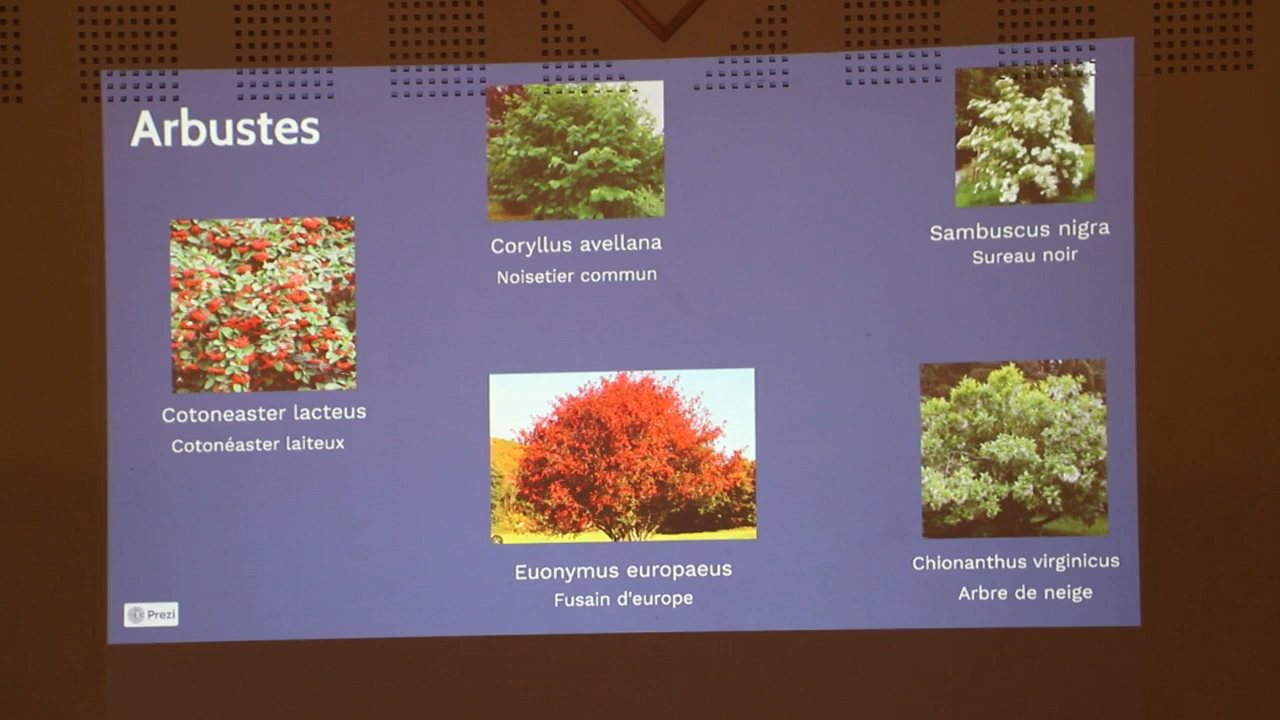 Arbustes
Cotoneaster lacteus
Cotonéaster laiteux
Coryllus avellana
Noisetier commun
Euonymus europaeus
Fusain d'europe
Sambuscus nigra
Sureau noir
Chionanthus virginicus
Arbre de neige
Prezi